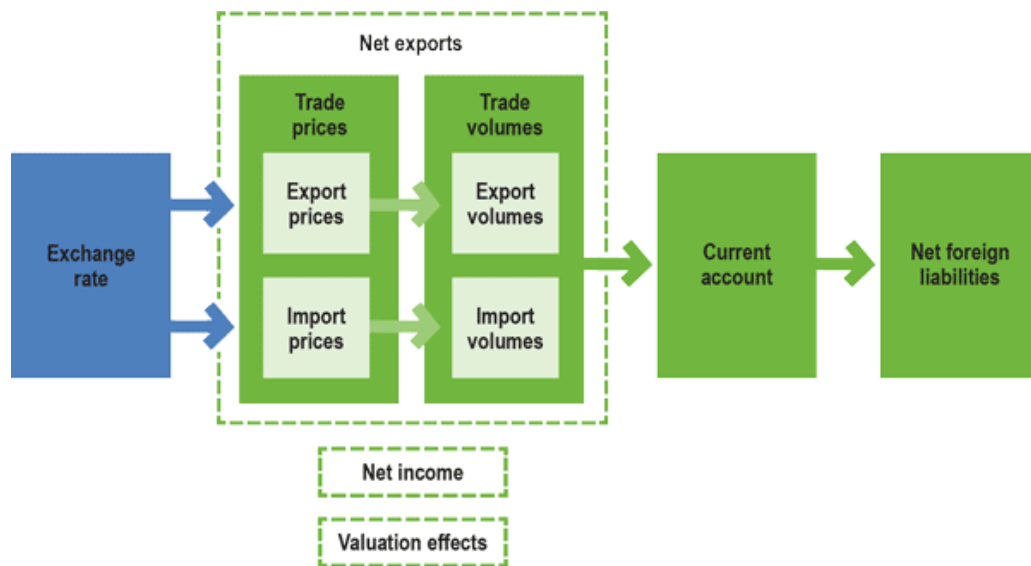 Net exports
Trade
prices
Trade
volumes
Exchange
rate
Export
prices
Export
volumes
Import
prices
Import
volumes
Current
account
Net foreign
liabilities
Net income
Valuation effects